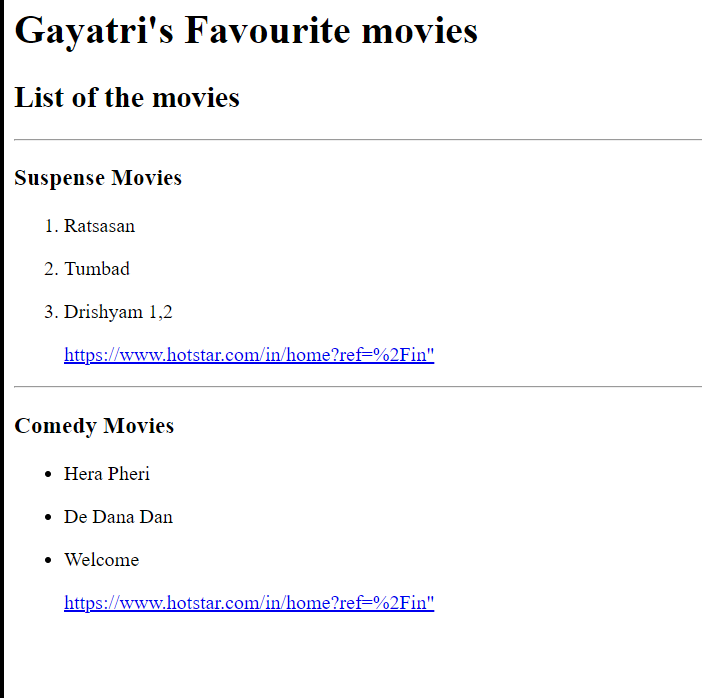 Gayatri's Favourite movies
List of the movies
Suspense Movies
1. Ratsasan
2. Tumbad
3. Drishyam 1,2
https://www.hotstar.com/in/home?ref=%2Fin"
Comedy Movies
• Hera Pheri
• De Dana Dan
• Welcome
https://www.hotstar.com/in/home?ref=%2Fin"